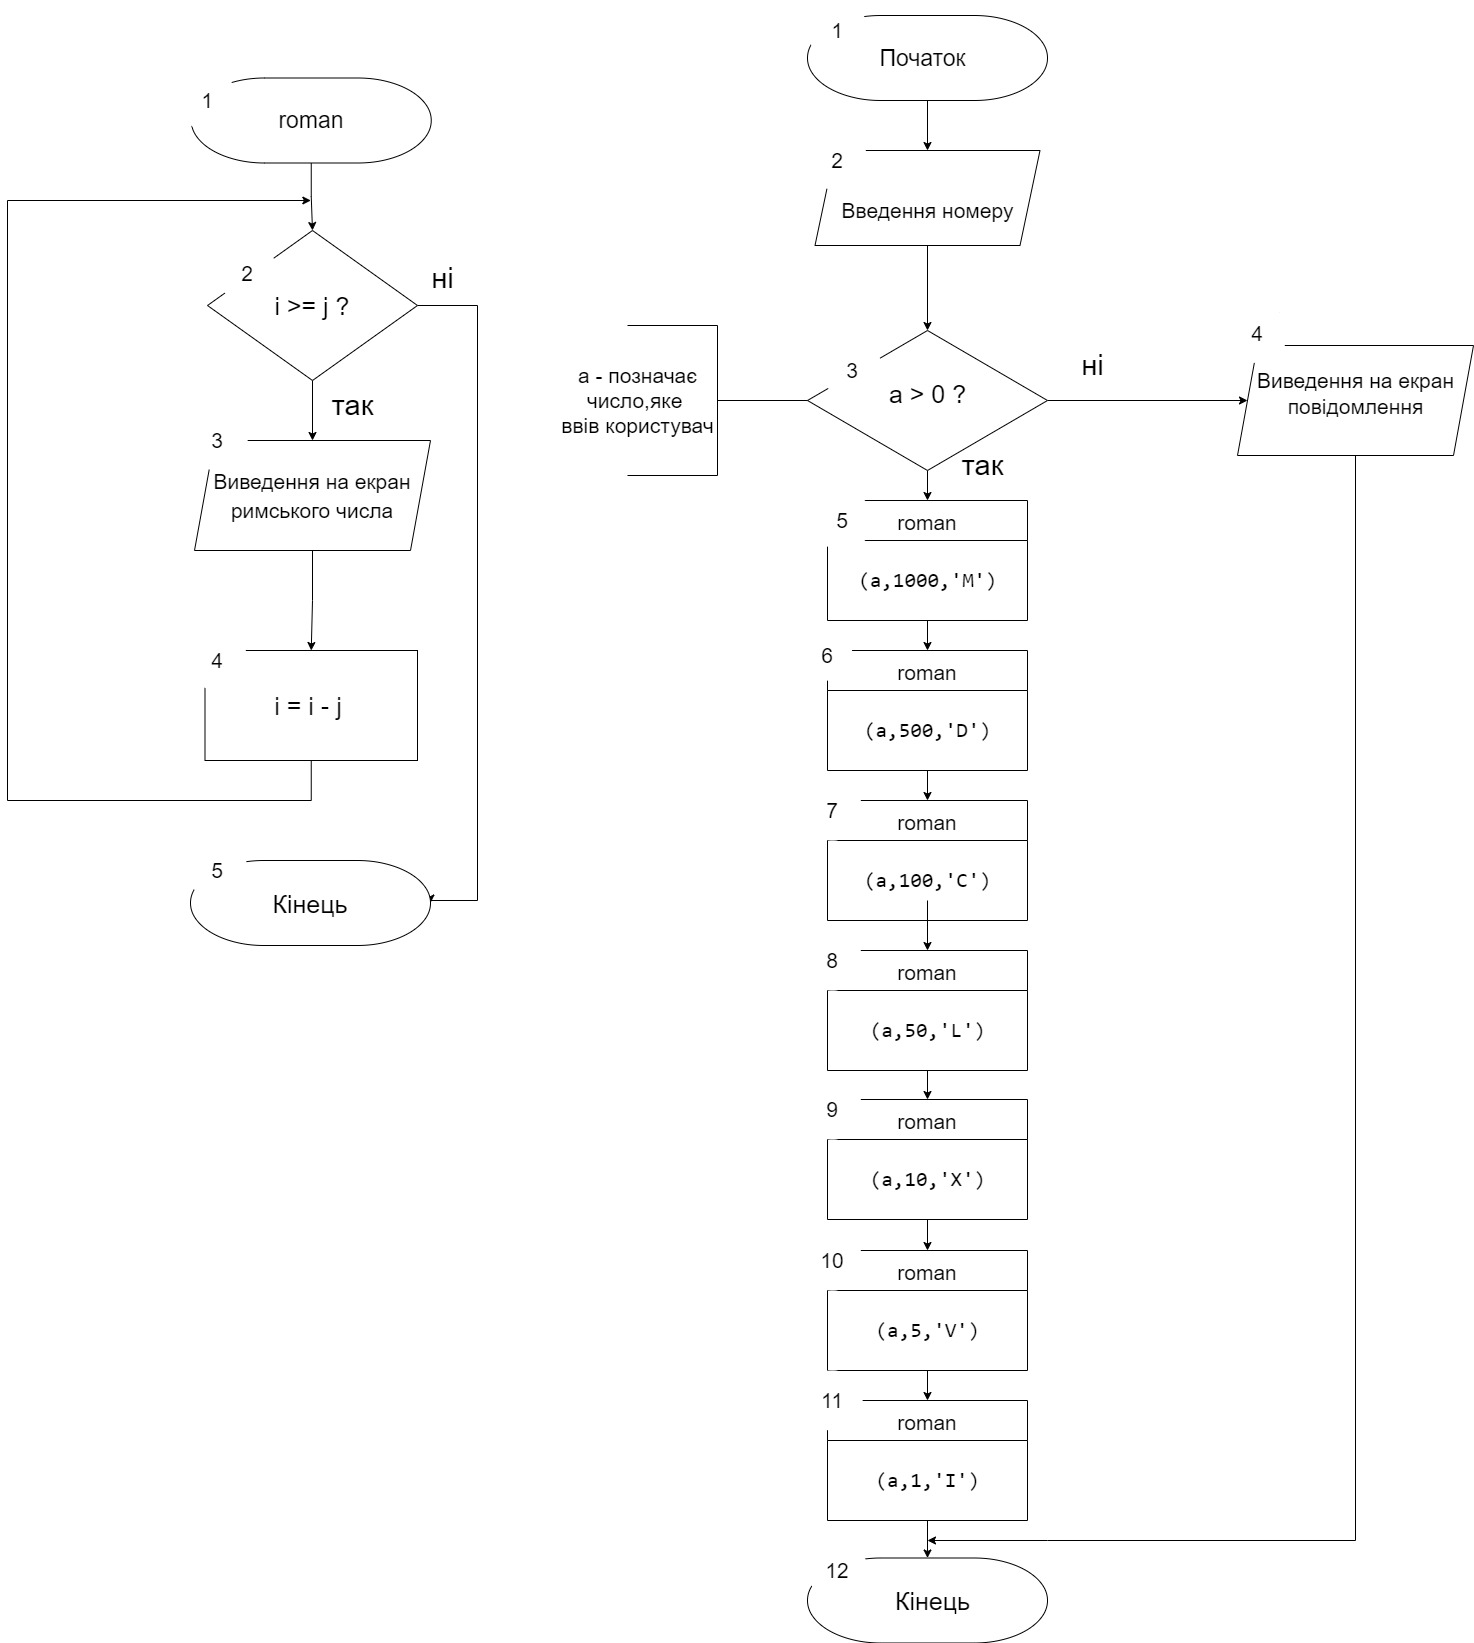 1
roman
2
i >= j ?
ні
так
3
Виведення на екран
римського числа
4
i = i - j
5
Кінець
1
Початок
2
Введення номеру
а - позначає
число,яке
ввів користувач
3
a > 0 ?
ні
4
Виведення на екран
повідомлення
так
5
roman
(a,1000,'M')
6
roman
(a,500,'D')
7
roman
(a,100,'C')
8
roman
(a,50,'L')
9
roman
(a,10,'X')
10
roman
(a,5,'V')
11
roman
(a,1,'I')
12
Кінець